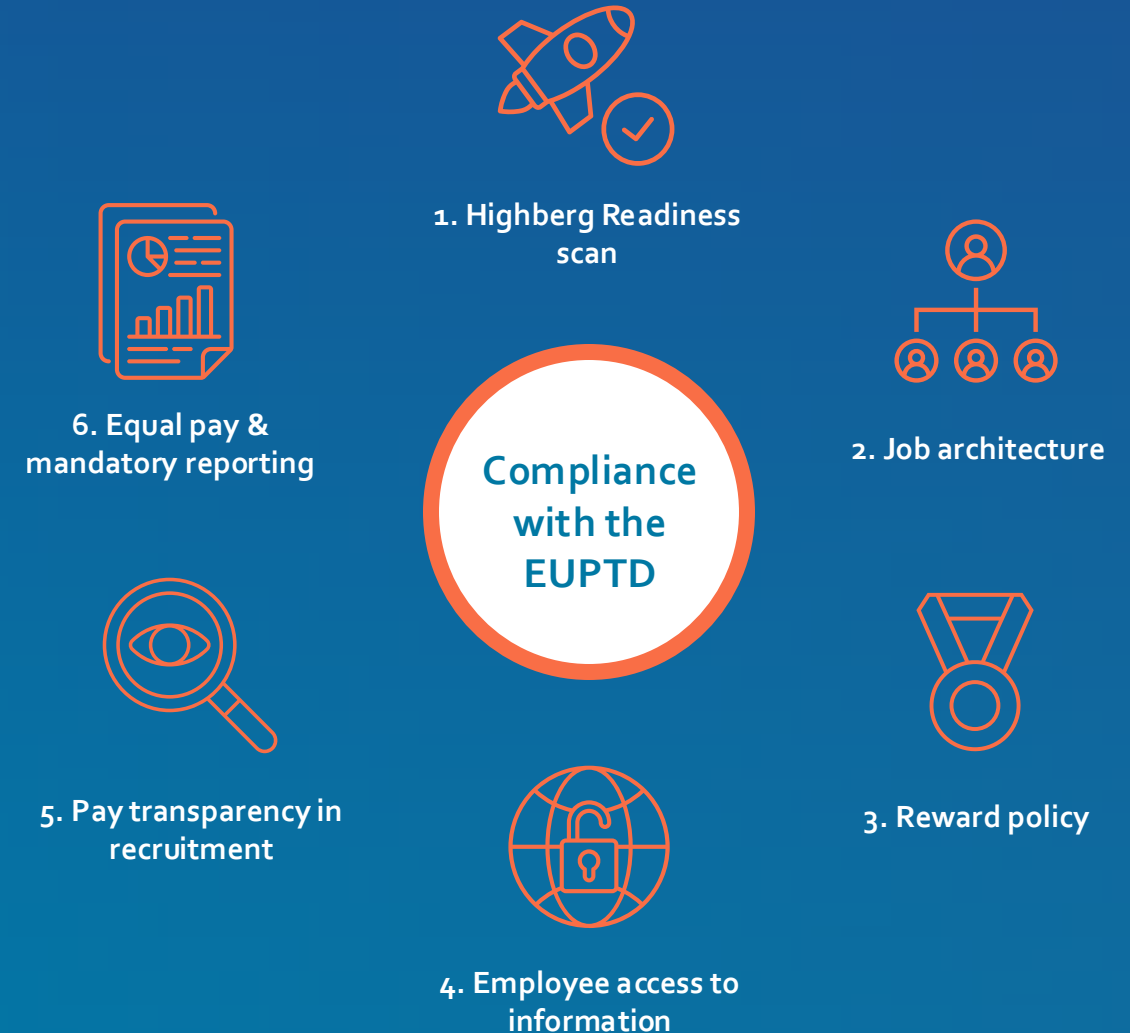 1. Highberg Readiness
scan
2. Job architecture
3. Reward policy
4. Employee access to
information
5. Pay transparency in
recruitment
6. Equal pay &
mandatory reporting
Compliance
with the
EUPTD